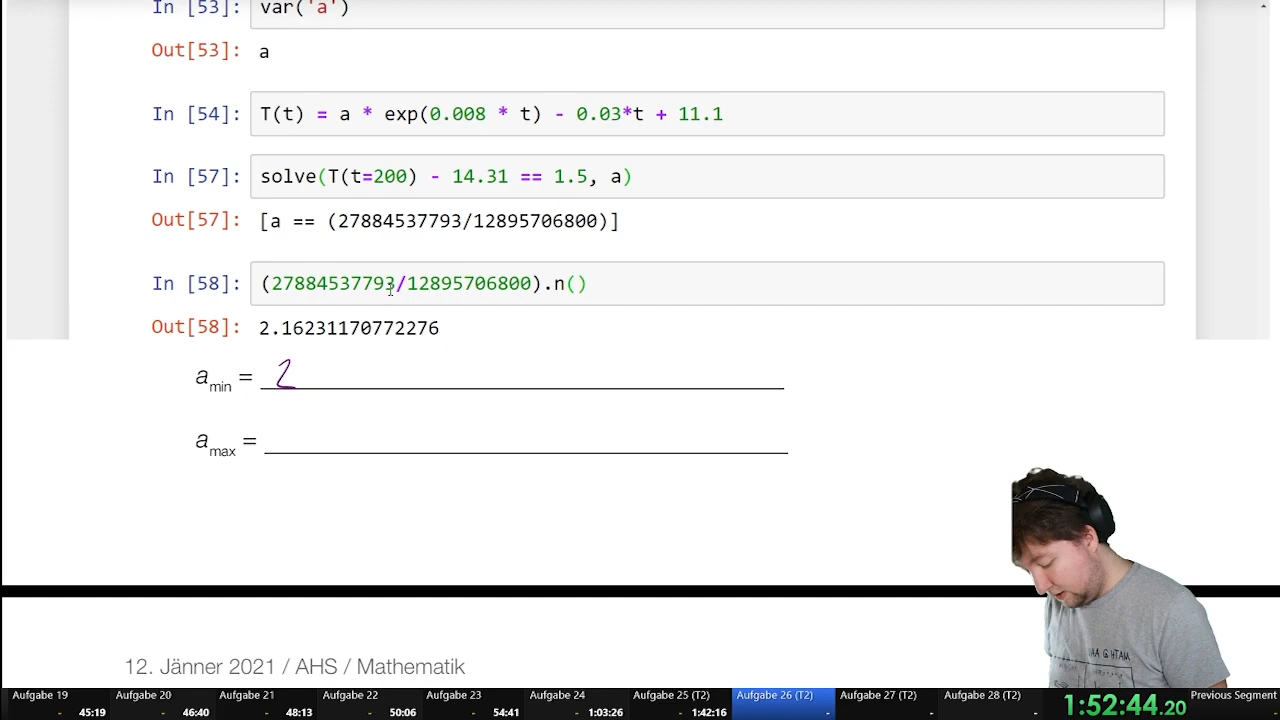 In [53]: var('a')
Out[53]: a
In [54]: T(t) = a * exp(0.008 * t) - 0.03*t + 11.1
In [57]: solve(T(t=200) - 14.31 == 1.5, a)
Out[57]: [a == (27884537793/12895706800)]
In [58]: (27884537793/12895706800).n()
Out[58]: 2.16231170772276
a min = 2
a max =
12. Jänner 2021 / AHS / Mathematik
Aufgabe 19 Aufgabe 20 Aufgabe 21 Aufgabe 22 Aufgabe 23 Aufgabe 24 Aufgabe 25 (T2) Aufgabe 26 (T2) Aufgabe 27 (T2) Aufgabe 28 (T2) 1:52:44.20 Previous Segment
- 45:19 - 46:40 - 48:13 - 50:06 - 54:41 - 1:03:26 - 1:42:16 - - - -